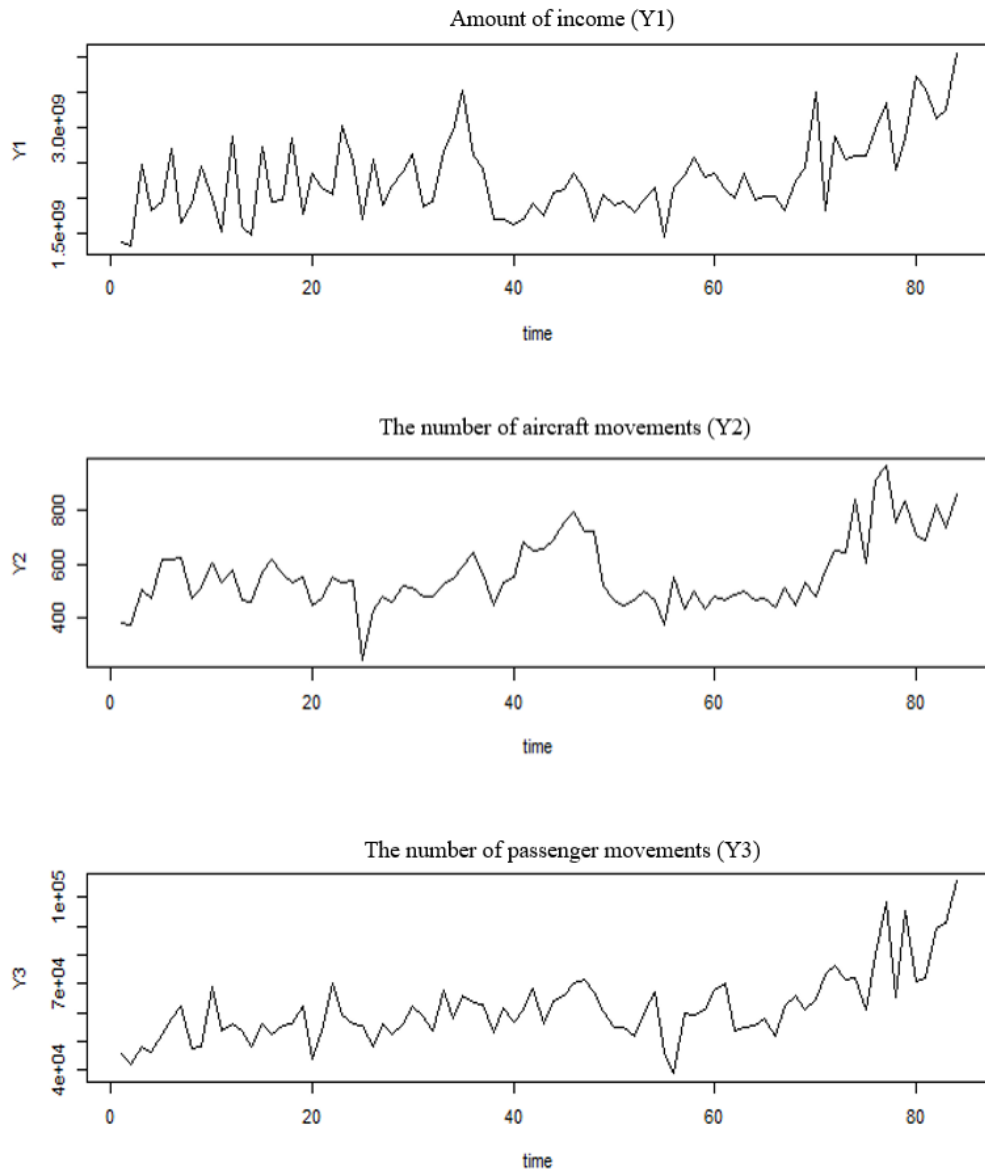 Amount of income (Y1)
Y1
3.0e+09
1.5e+09
0 20 40 60 80
time
The number of aircraft movements (Y2)
Y2
800
600
400
0 20 40 60 80
time
The number of passenger movements (Y3)
Y3
1e+05
7e+04
4e+04
0 20 40 60 80
time